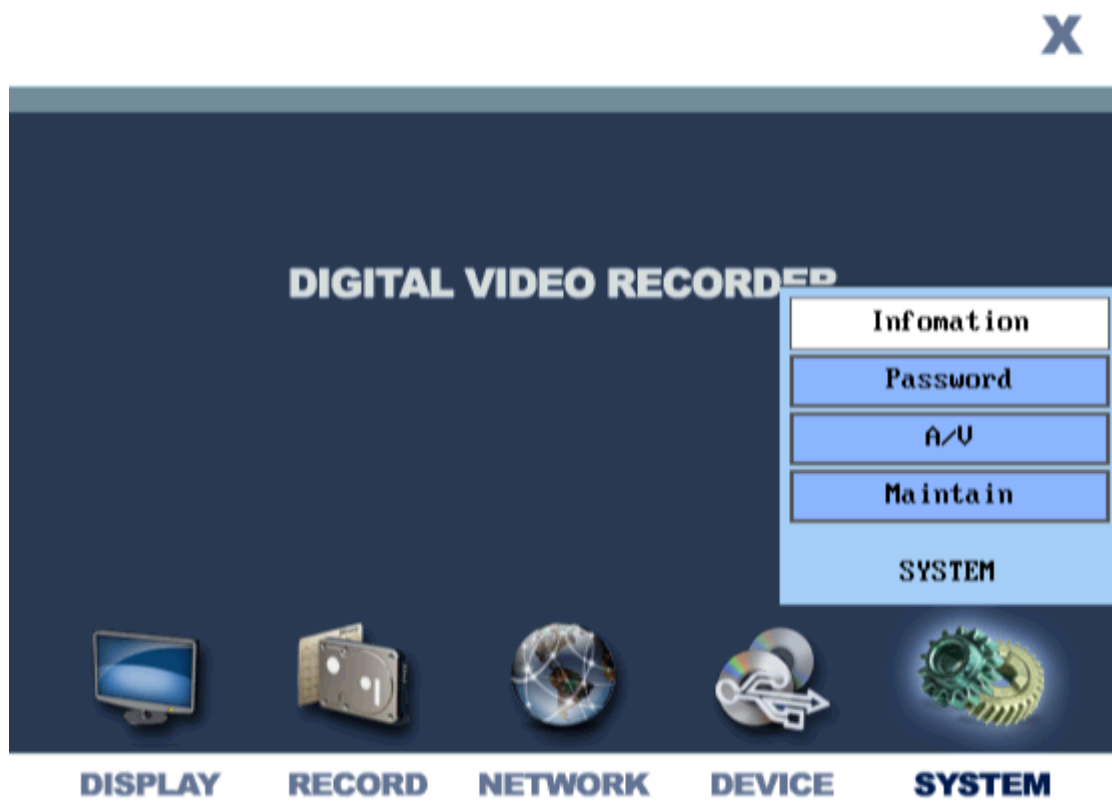 X
DIGITAL VIDEO RECORDER
Infomation
Password
A/V
Maintain
SYSTEM
DISPLAY RECORD NETWORK DEVICE SYSTEM